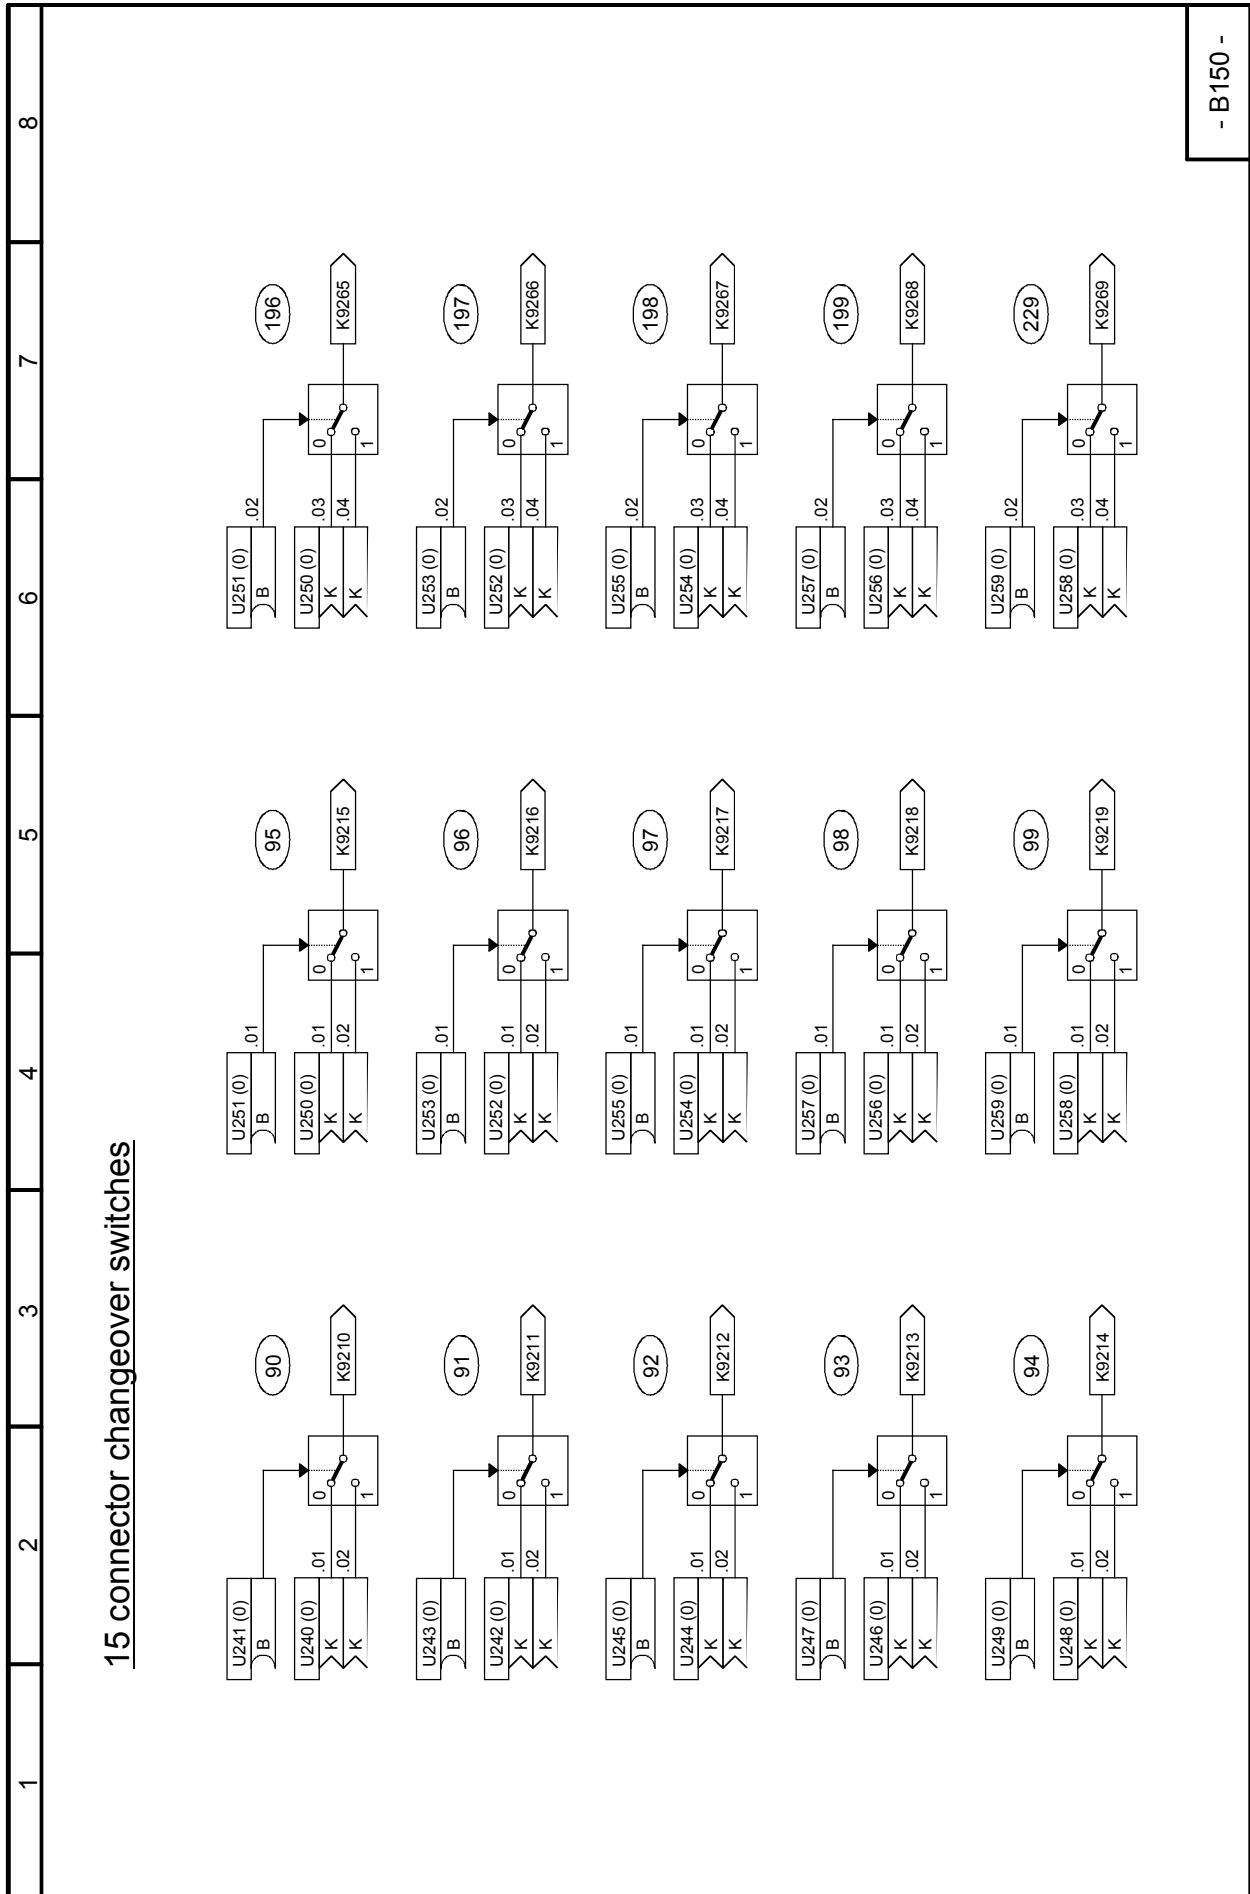 1 2 3 4 5 6 7 8
15 connector changeover switches
90
U241 (0)
B
U240 (0)
K .01
K .02
0
1
K9210
95
U251 (0)
B .01
U250 (0)
K .01
K .02
0
1
K9215
196
U251 (0)
B .02
U250 (0)
K .03
K .04
0
1
K9265
91
U243 (0)
B
U242 (0)
K .01
K .02
0
1
K9211
96
U253 (0)
B .01
U252 (0)
K .01
K .02
0
1
K9216
197
U253 (0)
B .02
U252 (0)
K .03
K .04
0
1
K9266
92
U245 (0)
B
U244 (0)
K .01
K .02
0
1
K9212
97
U255 (0)
B .01
U254 (0)
K .01
K .02
0
1
K9217
198
U255 (0)
B .02
U254 (0)
K .03
K .04
0
1
K9267
93
U247 (0)
B
U246 (0)
K .01
K .02
0
1
K9213
98
U257 (0)
B .01
U256 (0)
K .01
K .02
0
1
K9218
199
U257 (0)
B .02
U256 (0)
K .03
K .04
0
1
K9268
94
U249 (0)
B
U248 (0)
K .01
K .02
0
1
K9214
99
U259 (0)
B .01
U258 (0)
K .01
K .02
0
1
K9219
229
U259 (0)
B .02
U258 (0)
K .03
K .04
0
1
K9269
- B150 -